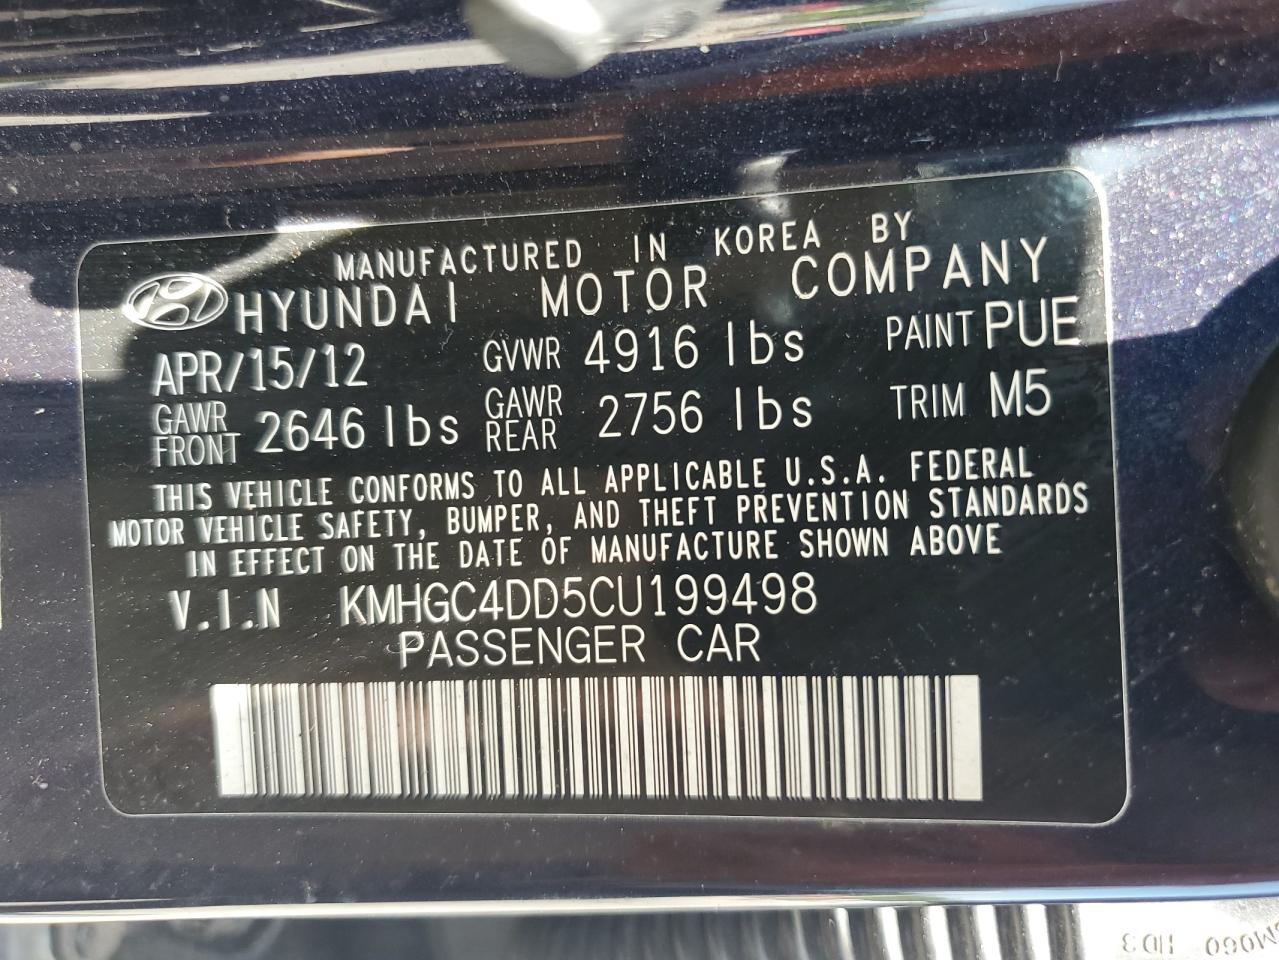 MANUFACTURED IN KOREA BY
HYUNDAI MOTOR COMPANY
APR/15/12 GVWR 4916 lbs PAINT PUE
GAWR FRONT 2646 lbs GAWR REAR 2756 lbs TRIM M5
THIS VEHICLE CONFORMS TO ALL APPLICABLE U.S.A. FEDERAL
MOTOR VEHICLE SAFETY, BUMPER, AND THEFT PREVENTION STANDARDS
IN EFFECT ON THE DATE OF MANUFACTURE SHOWN ABOVE
V.I.N KMHGC4DD5CU199498
PASSENGER CAR